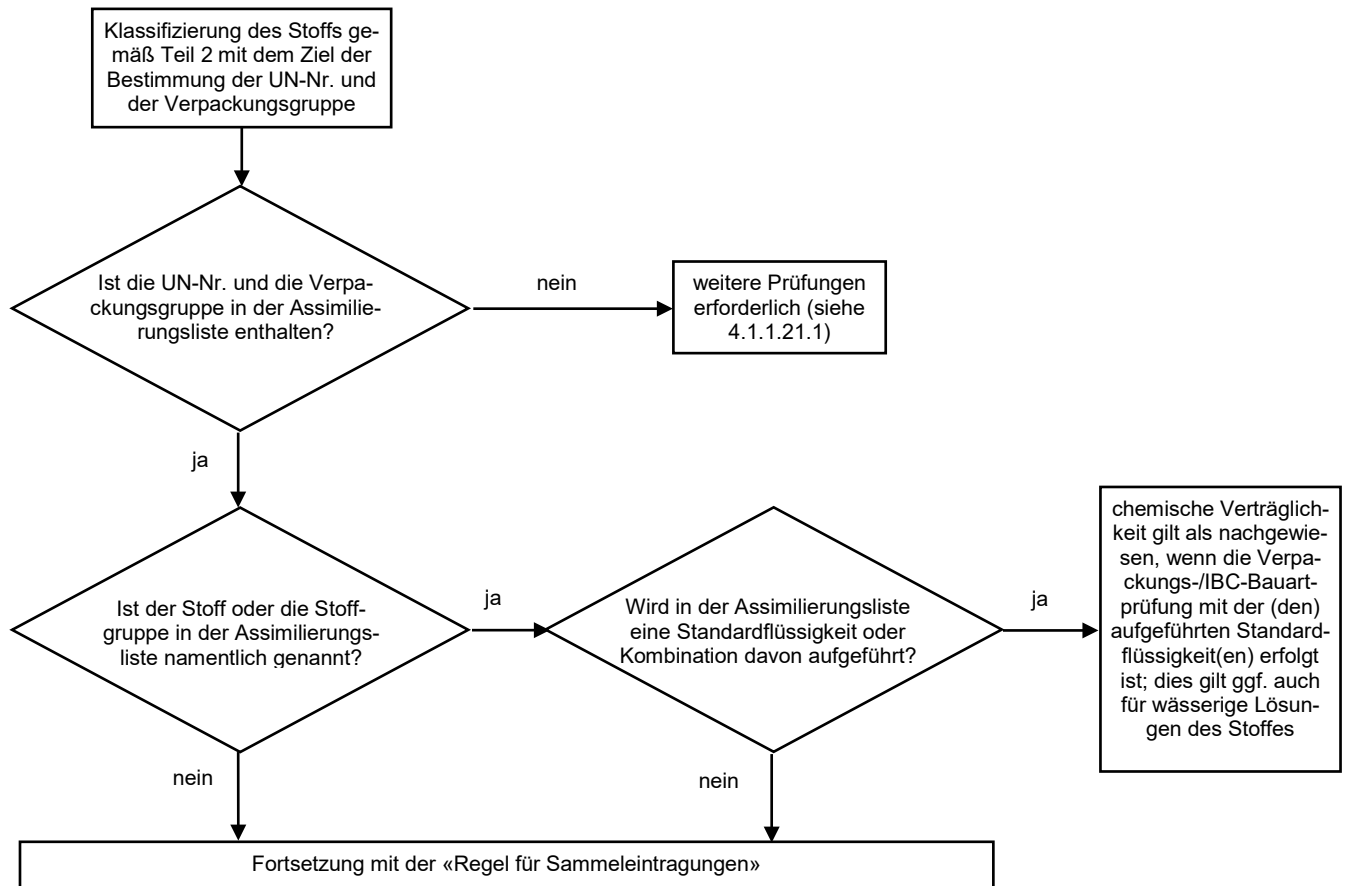 Klassifizierung des Stoffs ge-
mäß Teil 2 mit dem Ziel der
Bestimmung der UN-Nr. und
der Verpackungsgruppe
Ist die UN-Nr. und die Verpa-
ckungsgruppe in der Assimilie-
rungsliste enthalten?
nein
weitere Prüfungen
erforderlich (siehe
4.1.1.21.1)
ja
Ist der Stoff oder die Stoff-
gruppe in der Assimilierungs-
liste namentlich genannt?
ja
Wird in der Assimilierungsliste
eine Standardflüssigkeit oder
Kombination davon aufgeführt?
ja
chemische Verträglich-
keit gilt als nachgewie-
sen, wenn die Verpa-
ckungs-/IBC-Bauart-
prüfung mit der (den)
aufgeführten Standard-
flüssigkeit(en) erfolgt
ist; dies gilt ggf. auch
für wässerige Lösun-
gen des Stoffes
nein
nein
Fortsetzung mit der «Regel für Sammeleintragungen»